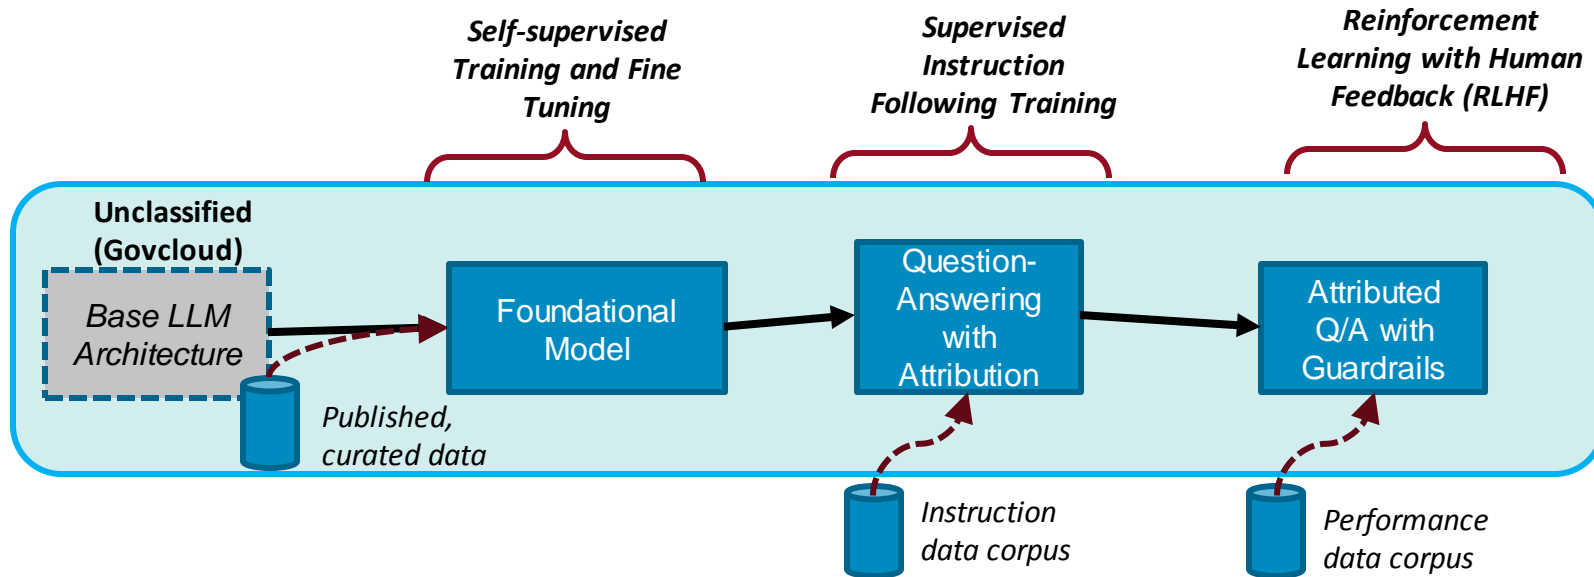 Self-supervised
Training and Fine
Tuning
Supervised
Instruction
Following Training
Reinforcement
Learning with Human
Feedback (RLHF)
Unclassified
(Govcloud)
Base LLM
Architecture
Foundational
Model
Question-
Answering
with
Attribution
Attributed
Q/A with
Guardrails
Published,
curated data
Instruction
data corpus
Performance
data corpus